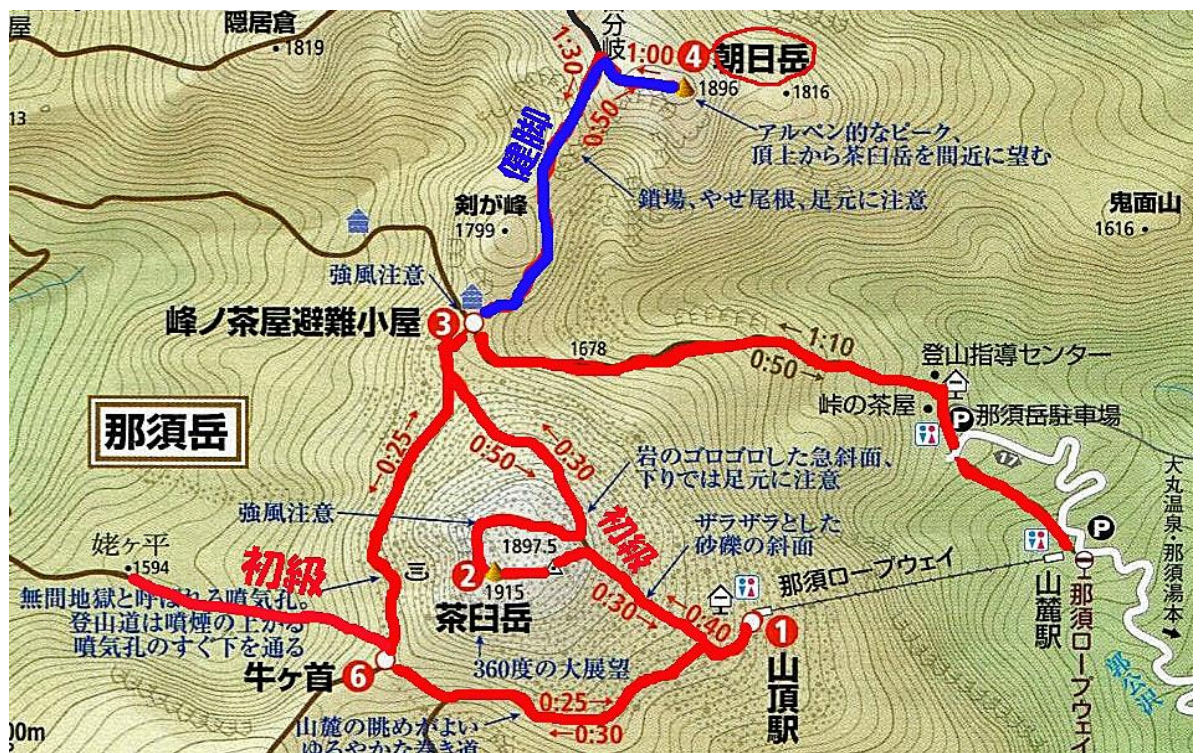 屋
隠居倉
・1819
分岐
1:30
1:00
4
朝日岳
1896
・1816
0:50
13
健脚
アルペン的なピーク、
頂上から茶臼岳を間近に望む
鎖場、やせ尾根、足元に注意
剣が峰
1799・
鬼面山
1616・
強風注意
峰ノ茶屋避難小屋
3
1678
1:10
0:50
登山指導センター
峠の茶屋
P
那須岳駐車場
17
那須岳
0:25
0:50
0:30
岩のゴロゴロした急斜面、
下りでは足元に注意
大丸温泉・那須湯本
強風注意
初級
ザラザラとした
砂礫の斜面
P
姥ヶ平
・1594
初級
1897.5
2
1915
茶臼岳
那須ロープウェイ
0:30
0:40
無間地獄と呼ばれる噴気孔。
登山道は噴煙の上がる
噴気孔のすぐ下を通る
1
山頂駅
山麓駅
那須ロープウェイ
360度の大展望
牛ヶ首
6
0:25
0:30
郭公沢
山麓の眺めがよい
ゆるやかな巻き道
00m